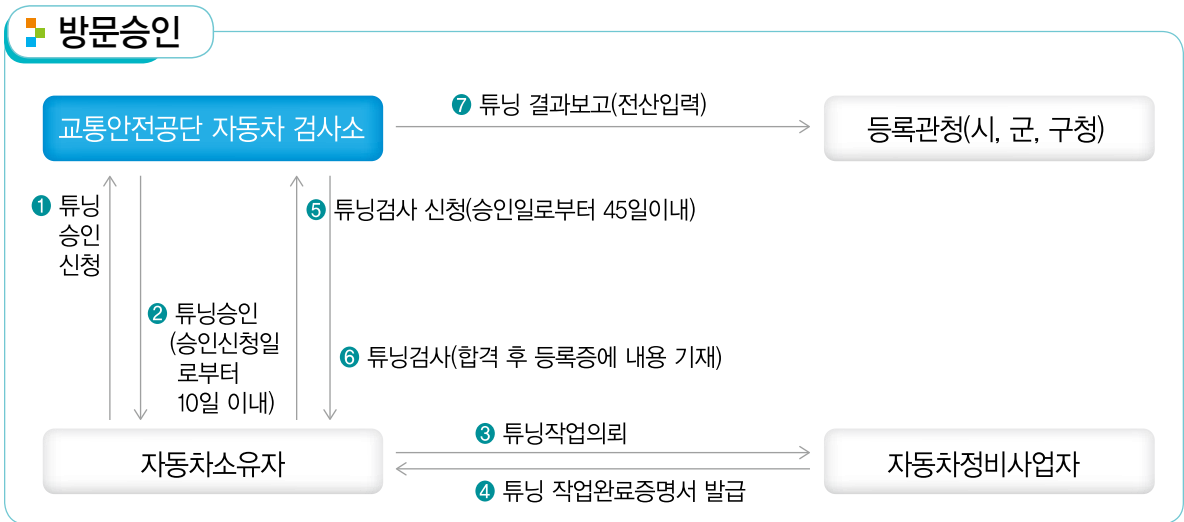 방문승인
교통안전공단 자동차 검사소
❼ 튜닝 결과보고(전산입력)
등록관청(시, 군, 구청)
❶ 튜닝
승인
신청
❺ 튜닝검사 신청(승인일로부터 45일이내)
❷ 튜닝승인
(승인신청일
로부터
10일 이내)
❻ 튜닝검사(합격 후 등록증에 내용 기재)
자동차소유자
❸ 튜닝작업의뢰
❹ 튜닝 작업완료증명서 발급
자동차정비사업자